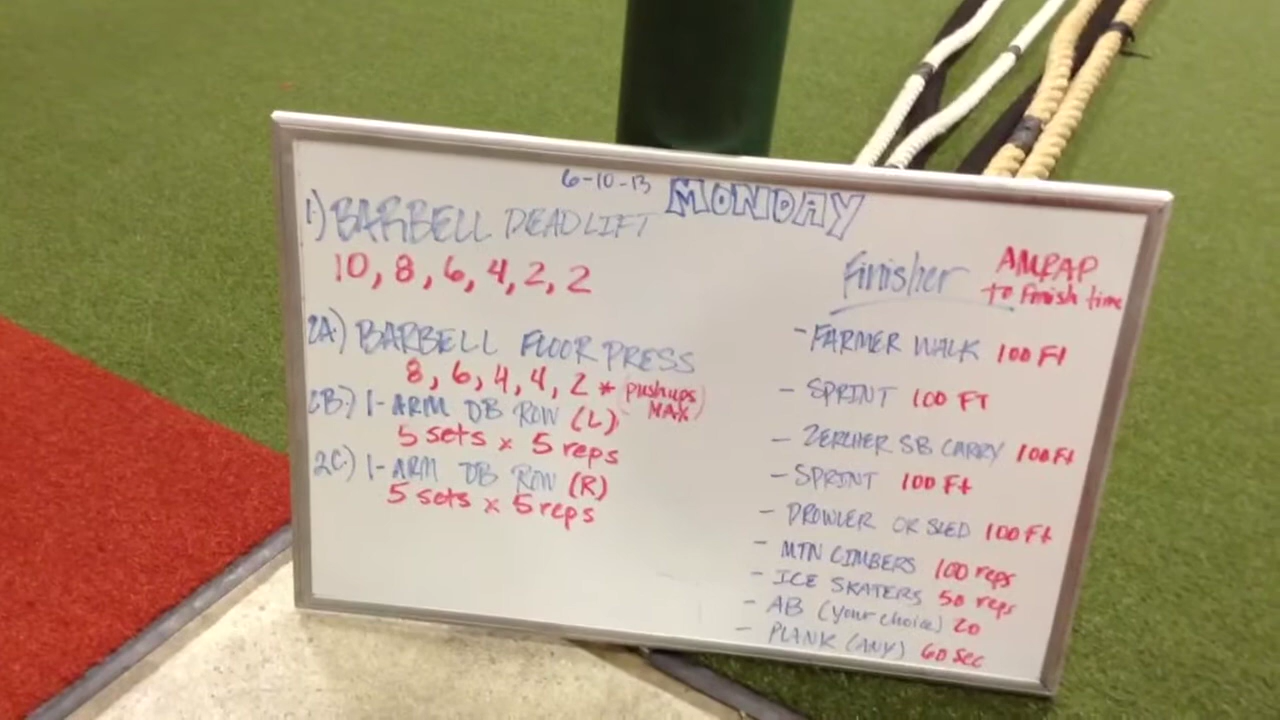 6-10-13 MONDAY
1.) BARBELL DEADLIFT
10, 8, 6, 4, 2, 2
2A.) BARBELL FLOOR PRESS
8, 6, 4, 4, 2 * (pushups MAX)
2B.) 1-ARM DB ROW (L)
5 sets x 5 reps
2C.) 1-ARM DB ROW (R)
5 sets x 5 reps
Finisher AMRAP
to Finish time
- FARMER WALK 100 Ft
- SPRINT 100 FT
- ZERCHER SB CARRY 100 Ft
- SPRINT 100 Ft
- PROWLER OR SLED 100 Ft
- MTN CLIMBERS 100 reps
- ICE SKATERS 50 reps
- AB (your choice) 20
- PLANK (ANY) 60 sec